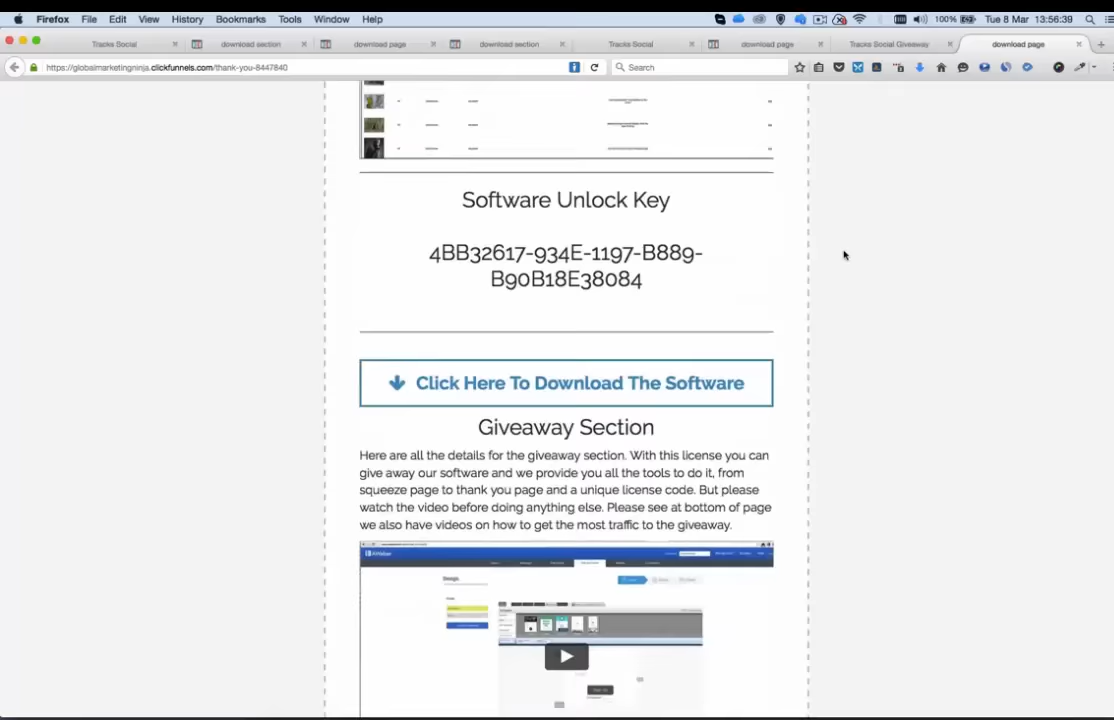 Firefox File Edit View History Bookmarks Tools Window Help 100% Tue 8 Mar 13:56:39
Tracks Social download section download page download section Tracks Social download page Tracks Social Giveaway download page
https://globalmarketingninja.clickfunnels.com/thank-you-8447840 Search
Software Unlock Key
4BB32617-934E-1197-B889-
B90B18E38084
Click Here To Download The Software
Giveaway Section
Here are all the details for the giveaway section. With this license you can
give away our software and we provide you all the tools to do it, from
squeeze page to thank you page and a unique license code. But please
watch the video before doing anything else. Please see at bottom of page
we also have videos on how to get the most traffic to the giveaway.
Design.